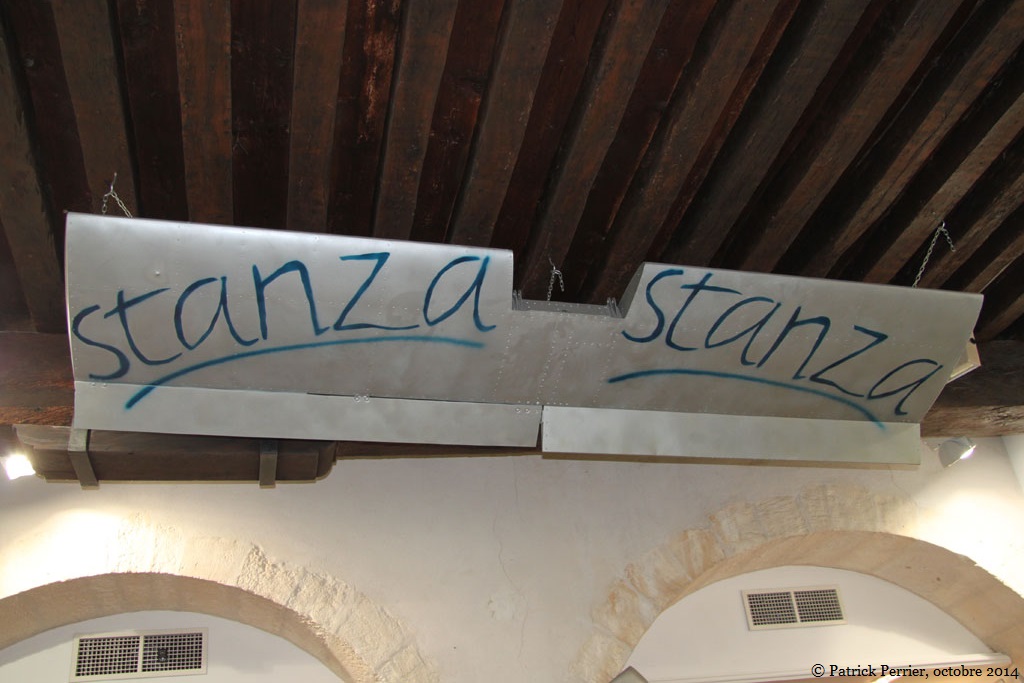 stanza stanza
© Patrick Perrier, octobre 2014